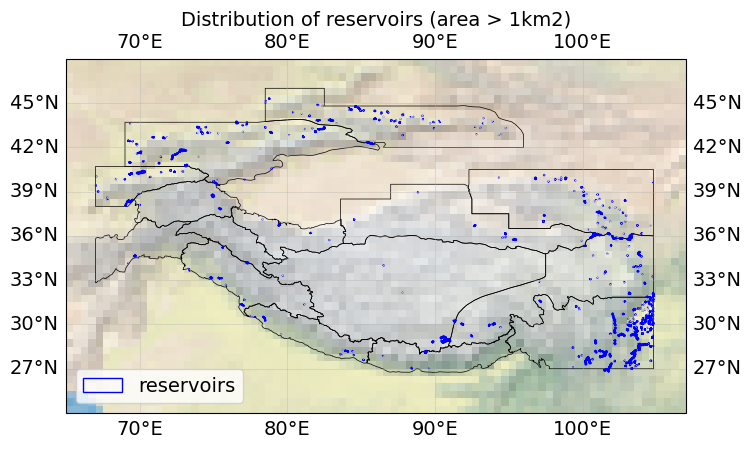 Distribution of reservoirs (area > 1km2)
70°E 80°E 90°E 100°E
45°N 45°N
42°N 42°N
39°N 39°N
36°N 36°N
33°N 33°N
30°N 30°N
27°N 27°N
reservoirs
70°E 80°E 90°E 100°E